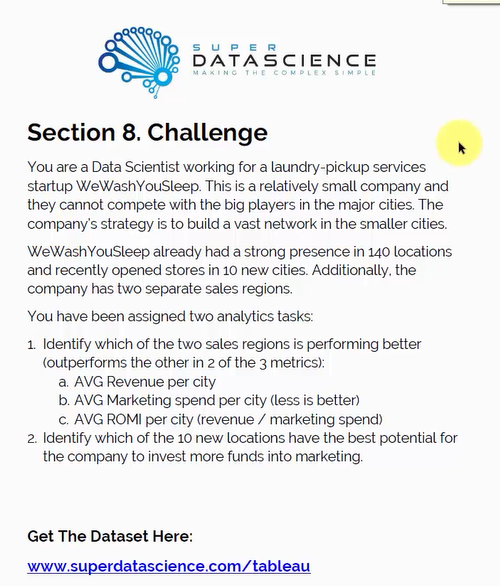 SUPER
DATASCIENCE
MAKING THE COMPLEX SIMPLE
Section 8. Challenge
You are a Data Scientist working for a laundry-pickup services
startup WeWashYouSleep. This is a relatively small company and
they cannot compete with the big players in the major cities. The
company's strategy is to build a vast network in the smaller cities.
WeWashYouSleep already had a strong presence in 140 locations
and recently opened stores in 10 new cities. Additionally, the
company has two separate sales regions.
You have been assigned two analytics tasks:
1. Identify which of the two sales regions is performing better
(outperforms the other in 2 of the 3 metrics):
a. AVG Revenue per city
b. AVG Marketing spend per city (less is better)
c. AVG ROMI per city (revenue / marketing spend)
2. Identify which of the 10 new locations have the best potential for
the company to invest more funds into marketing.
Get The Dataset Here:
www.superdatascience.com/tableau